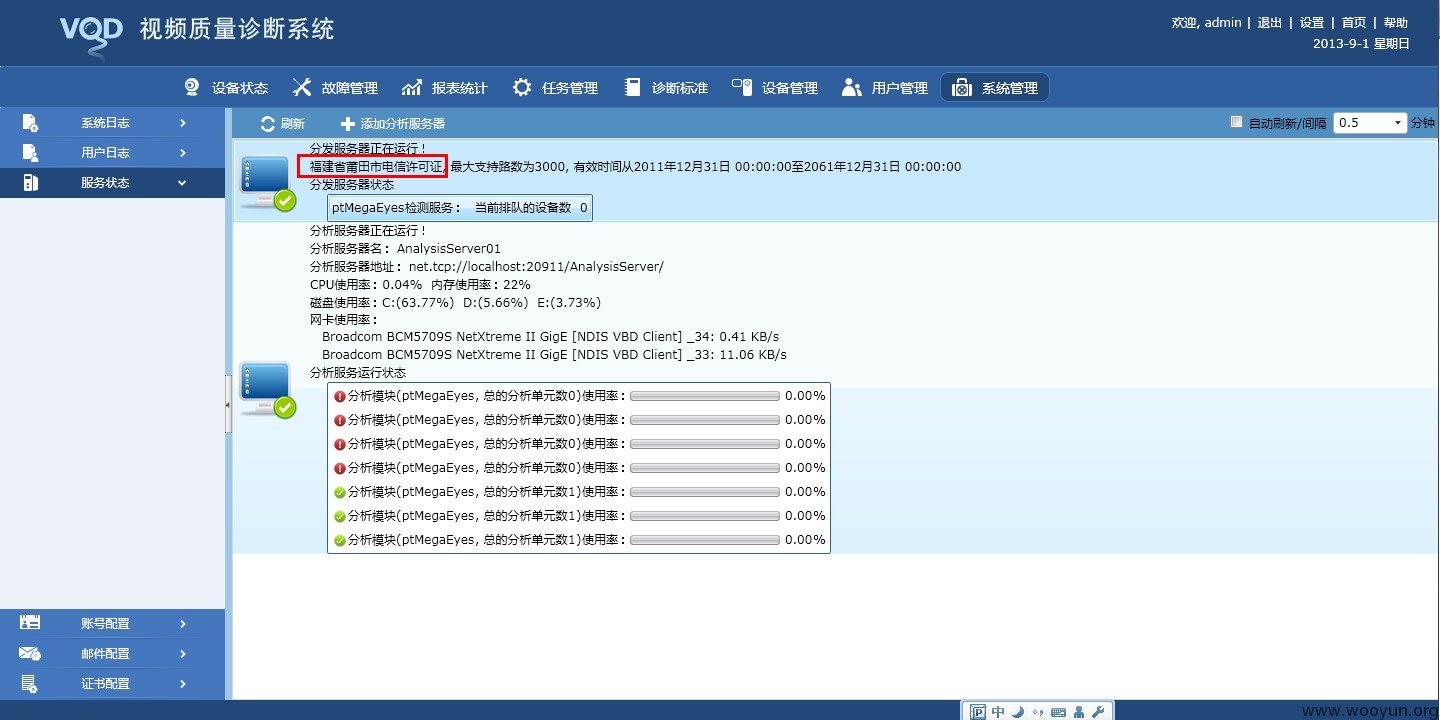 VQD 视频质量诊断系统
欢迎, admin | 退出 | 设置 | 首页 | 帮助
2013-9-1 星期日
设备状态 故障管理 报表统计 任务管理 诊断标准 设备管理 用户管理 系统管理
系统日志
用户日志
服务状态
刷新 添加分析服务器 自动刷新/间隔 0.5 分钟
分发服务器正在运行！
福建省莆田市电信许可证, 最大支持路数为3000, 有效时间从2011年12月31日 00:00:00至2061年12月31日 00:00:00
分发服务器状态
ptMegaEyes检测服务： 当前排队的设备数 0
分析服务器正在运行！
分析服务器名： AnalysisServer01
分析服务器地址： net.tcp://localhost:20911/AnalysisServer/
CPU使用率：0.04% 内存使用率：22%
磁盘使用率：C:(63.77%) D:(5.66%) E:(3.73%)
网卡使用率：
Broadcom BCM5709S NetXtreme II GigE [NDIS VBD Client] _34: 0.41 KB/s
Broadcom BCM5709S NetXtreme II GigE [NDIS VBD Client] _33: 11.06 KB/s
分析服务运行状态
分析模块(ptMegaEyes, 总的分析单元数0)使用率： 0.00%
分析模块(ptMegaEyes, 总的分析单元数0)使用率： 0.00%
分析模块(ptMegaEyes, 总的分析单元数0)使用率： 0.00%
分析模块(ptMegaEyes, 总的分析单元数0)使用率： 0.00%
分析模块(ptMegaEyes, 总的分析单元数1)使用率： 0.00%
分析模块(ptMegaEyes, 总的分析单元数1)使用率： 0.00%
分析模块(ptMegaEyes, 总的分析单元数1)使用率： 0.00%
账号配置
邮件配置
证书配置
中
www.wooyun.org